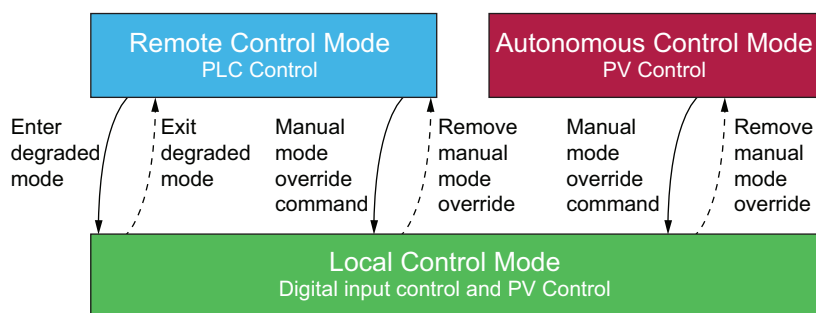 Remote Control Mode
PLC Control
Autonomous Control Mode
PV Control
Enter
degraded
mode
Exit
degraded
mode
Manual
mode
override
command
Remove
manual
mode
override
Manual
mode
override
command
Remove
manual
mode
override
Local Control Mode
Digital input control and PV Control